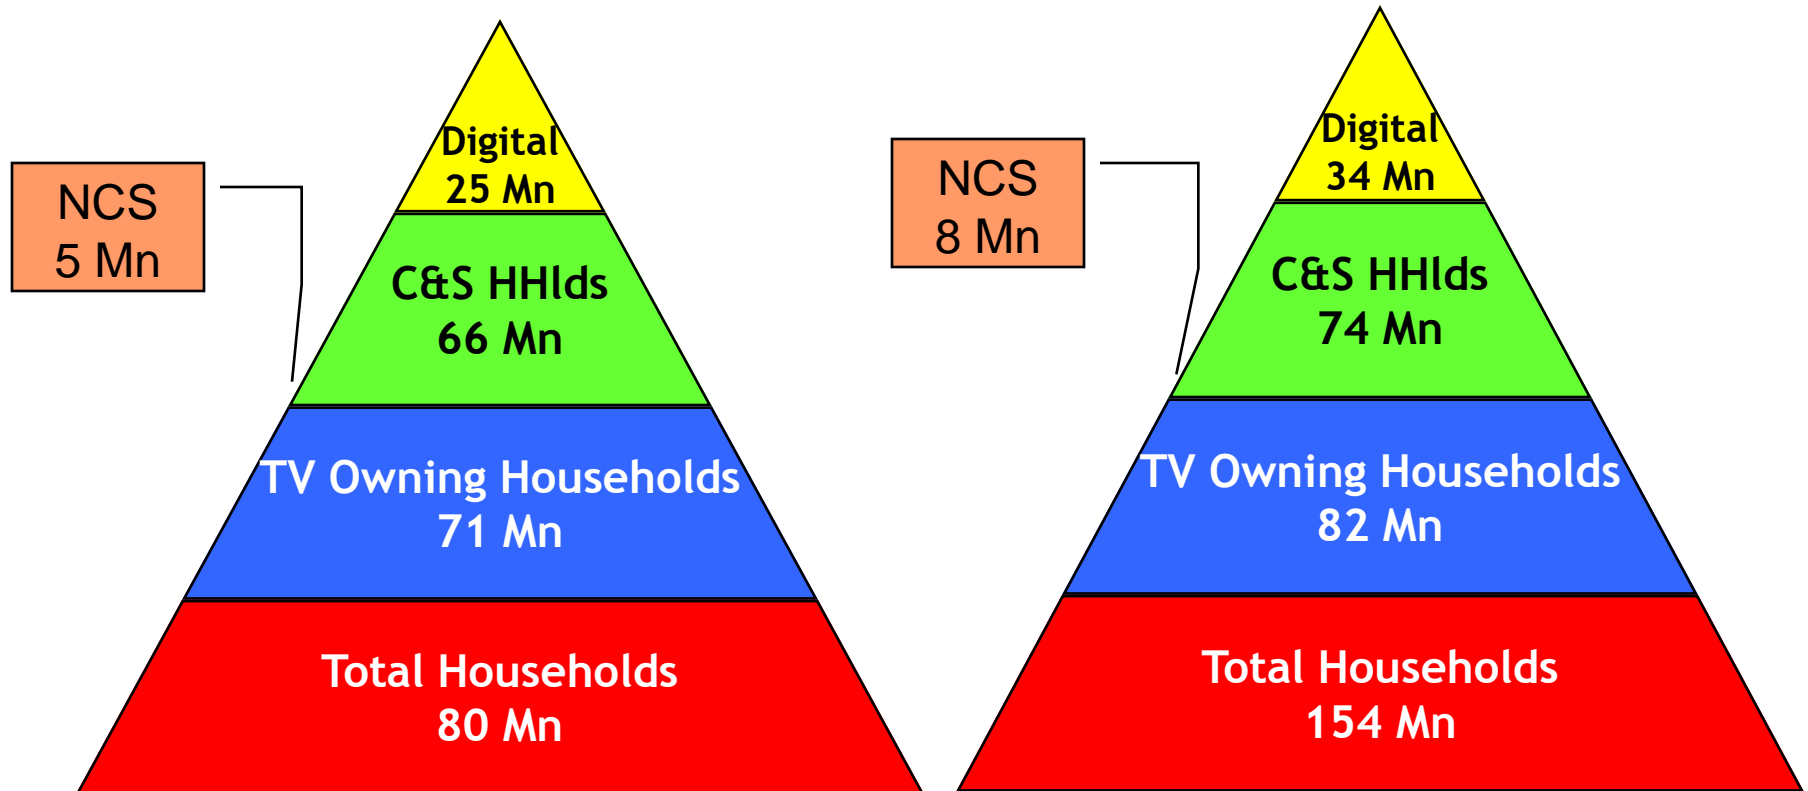 Digital
25 Mn
NCS
5 Mn
C&S HHlds
66 Mn
TV Owning Households
71 Mn
Total Households
80 Mn
Digital
34 Mn
NCS
8 Mn
C&S HHlds
74 Mn
TV Owning Households
82 Mn
Total Households
154 Mn